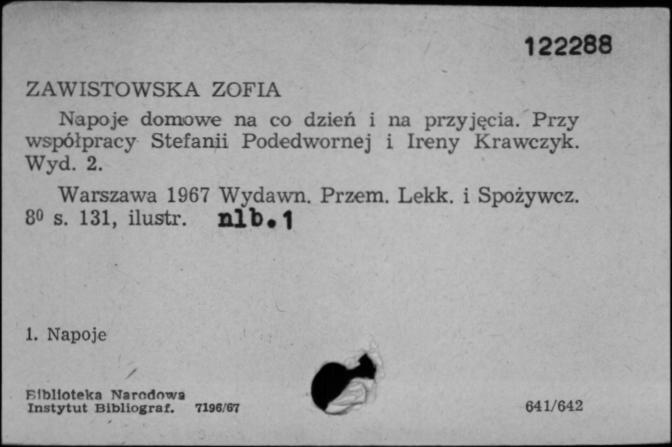 122288
ZAWISTOWSKA ZOFIA
Napoje domowe na co dzień i na przyjęcia. Przy
współpracy Stefanii Podedwornej i Ireny Krawczyk.
Wyd. 2.
Warszawa 1967 Wydawn. Przem. Lekk. i Spożywcz.
8⁰ s. 131, ilustr. nlb.1
1. Napoje
Biblioteka Narodowa
Instytut Bibliograf. 7196/67
641/642